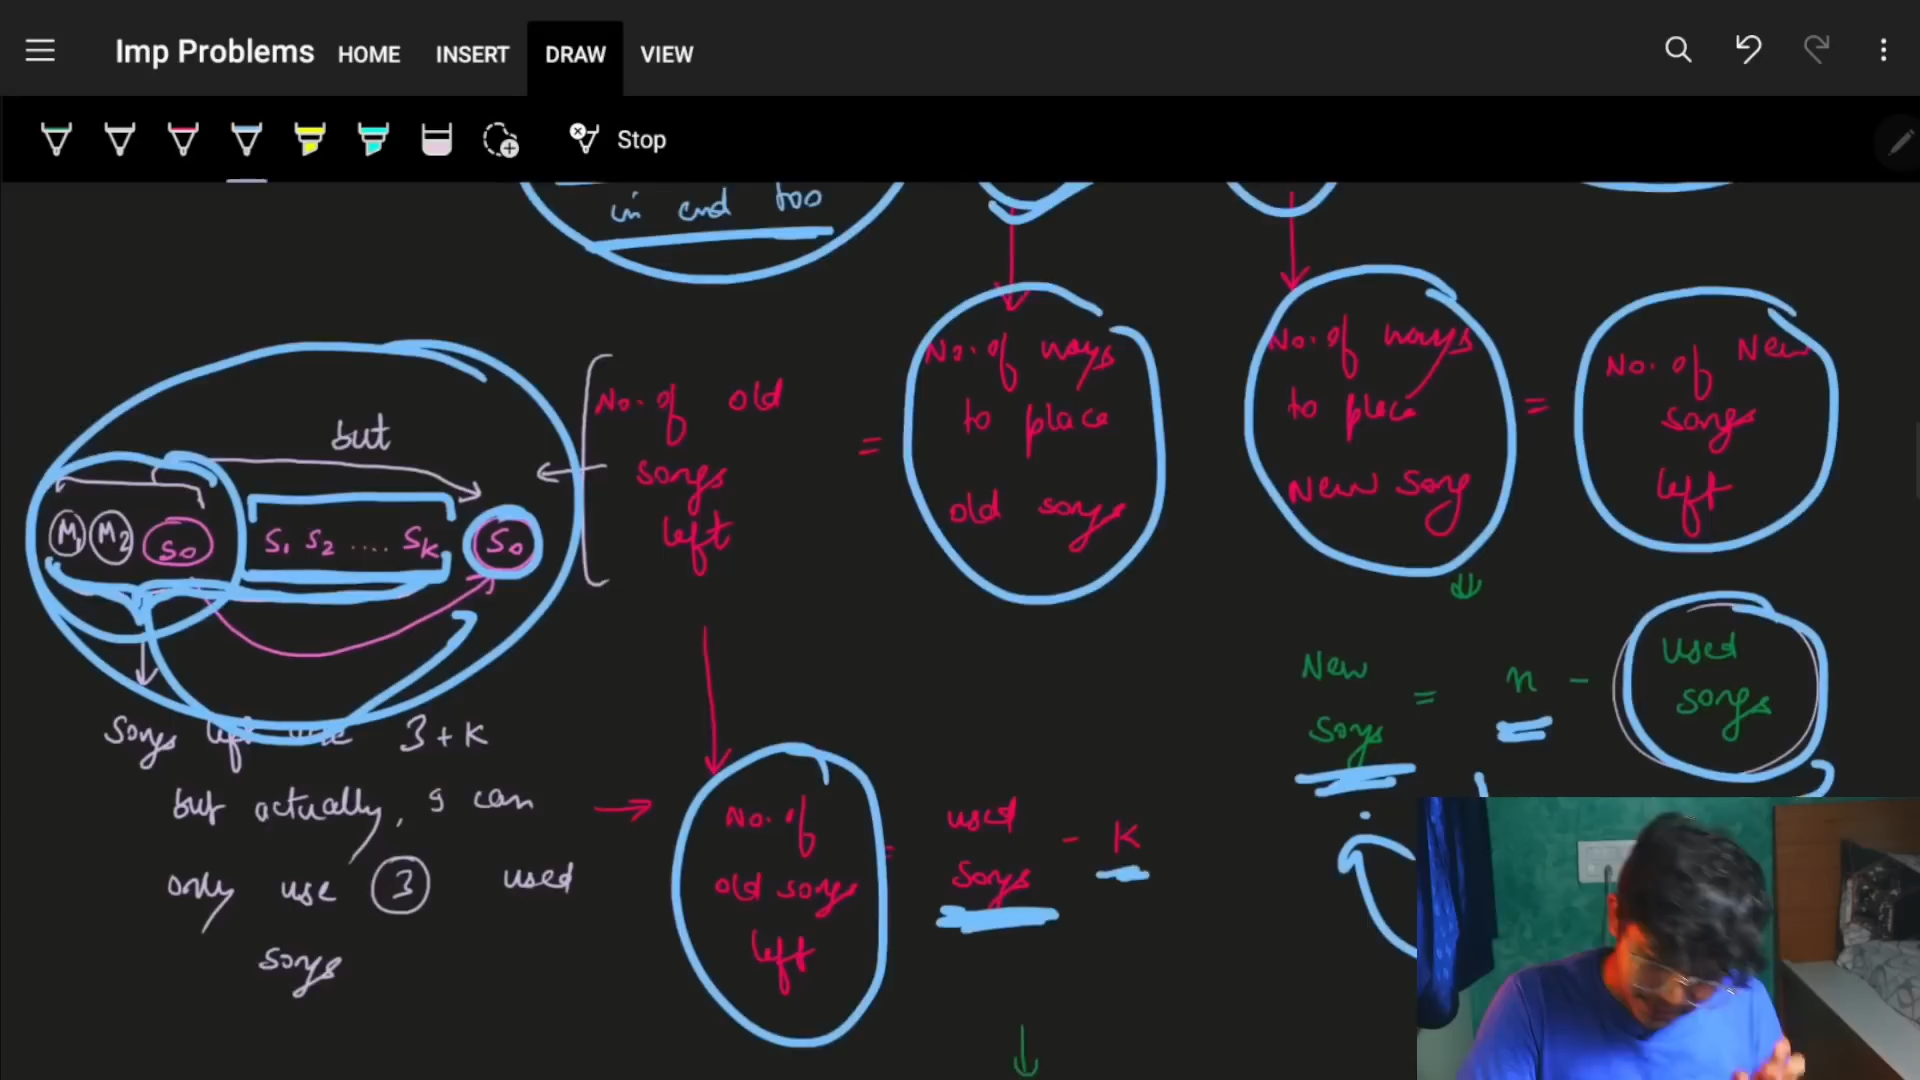 Imp Problems HOME INSERT DRAW VIEW
Stop
in end too
but
M1 M2 So S1 S2 .... SK So
No. of old
songs
left
=
No. of ways
to place
old songs
No. of ways
to place
New Song
=
No. of New
songs
left
Songs left are 3+K
but actually, I can
only use 3 used
songs
No. of
old songs
left
=
used
songs
- K
New
Songs
= n -
used
songs